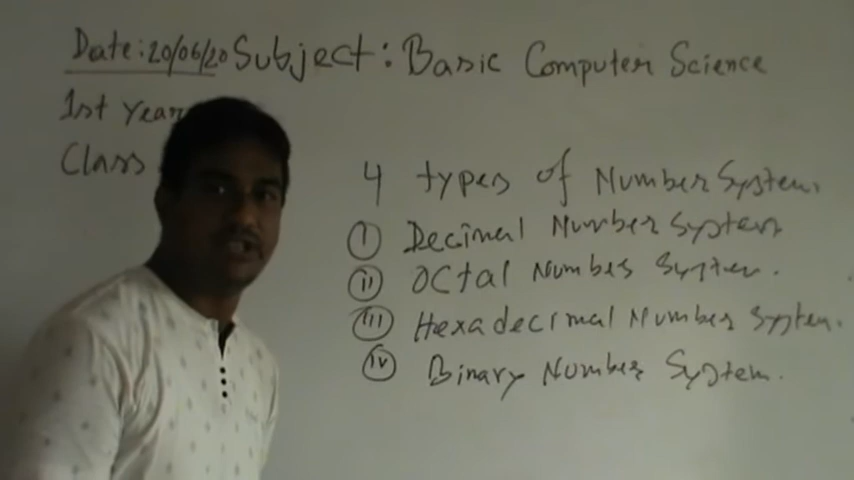 Date: 20/06/20 Subject: Basic Computer Science
1st Year
Class
4 types of Number System.
(i) Decimal Number System
(ii) Octal Number System.
(iii) Hexadecimal Number System.
(iv) Binary Number System.